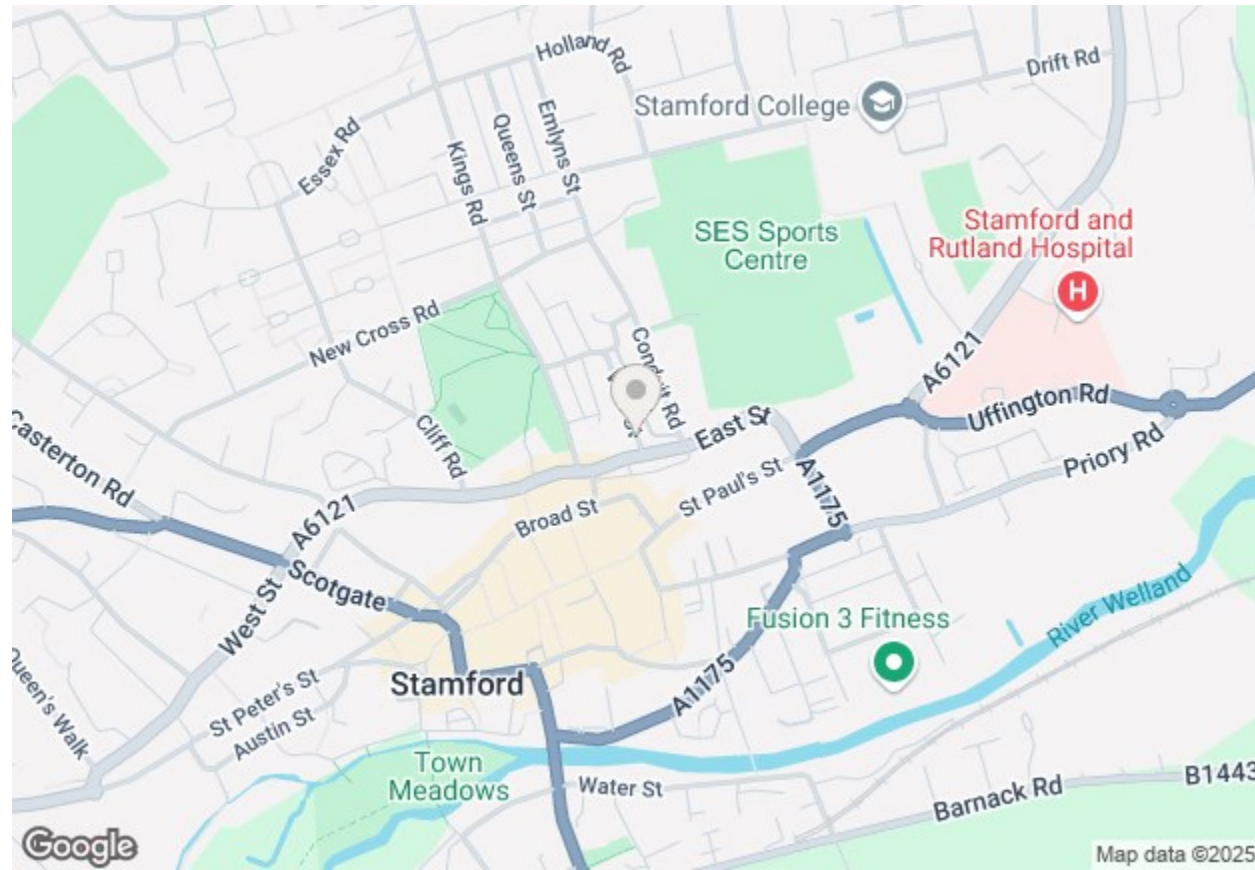 Holland Rd
Drift Rd
Stamford College
Essex Rd
Kings Rd
Queens St
Emlyns St
SES Sports
Centre
Stamford and
Rutland Hospital
H
New Cross Rd
Conduit Rd
A6121
Uffington Rd
Casterton Rd
Cliff Rd
East St
Priory Rd
St Paul's St
A1175
Broad St
A6121
Scotgate
West St
River Welland
Fusion 3 Fitness
Queen's Walk
St Peter's St
Stamford
A1175
Austin St
Town
Meadows
Water St
Barnack Rd
B1443
Google
Map data ©2025